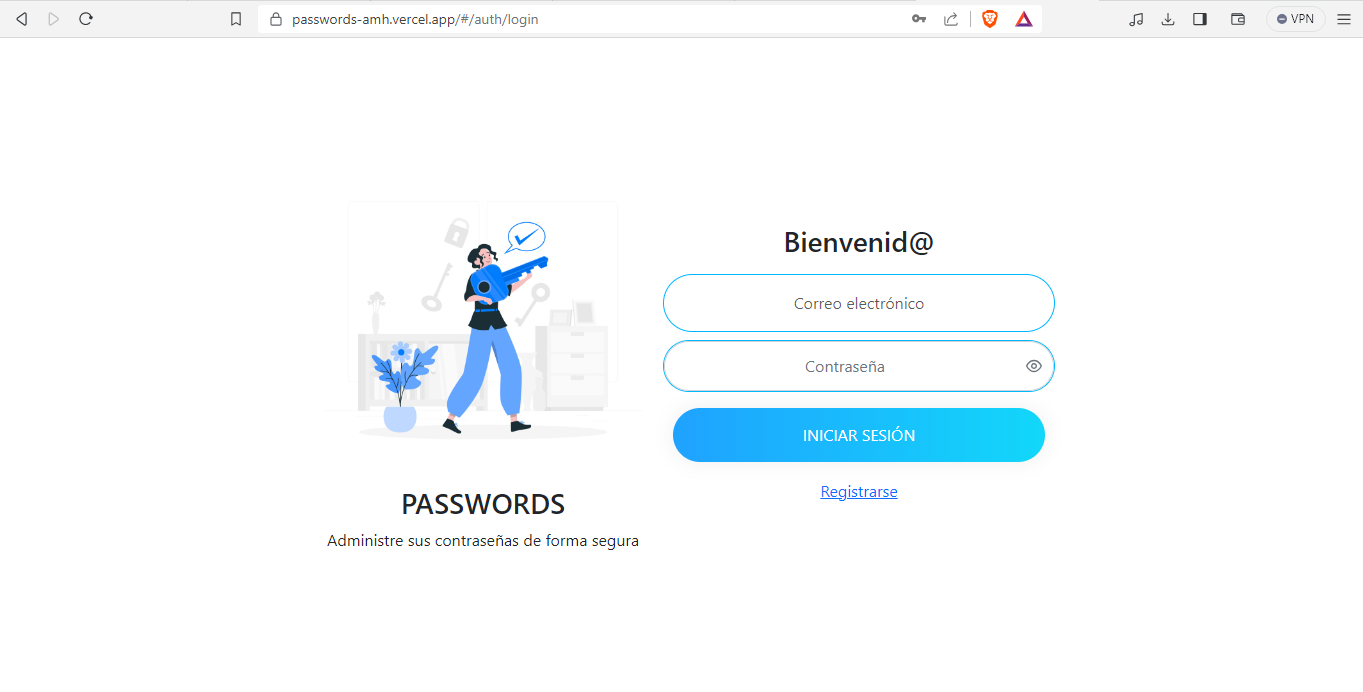 passwords-amh.vercel.app/#/auth/login
VPN
Bienvenid@
Correo electrónico
Contraseña
INICIAR SESIÓN
Registrarse
PASSWORDS
Administre sus contraseñas de forma segura